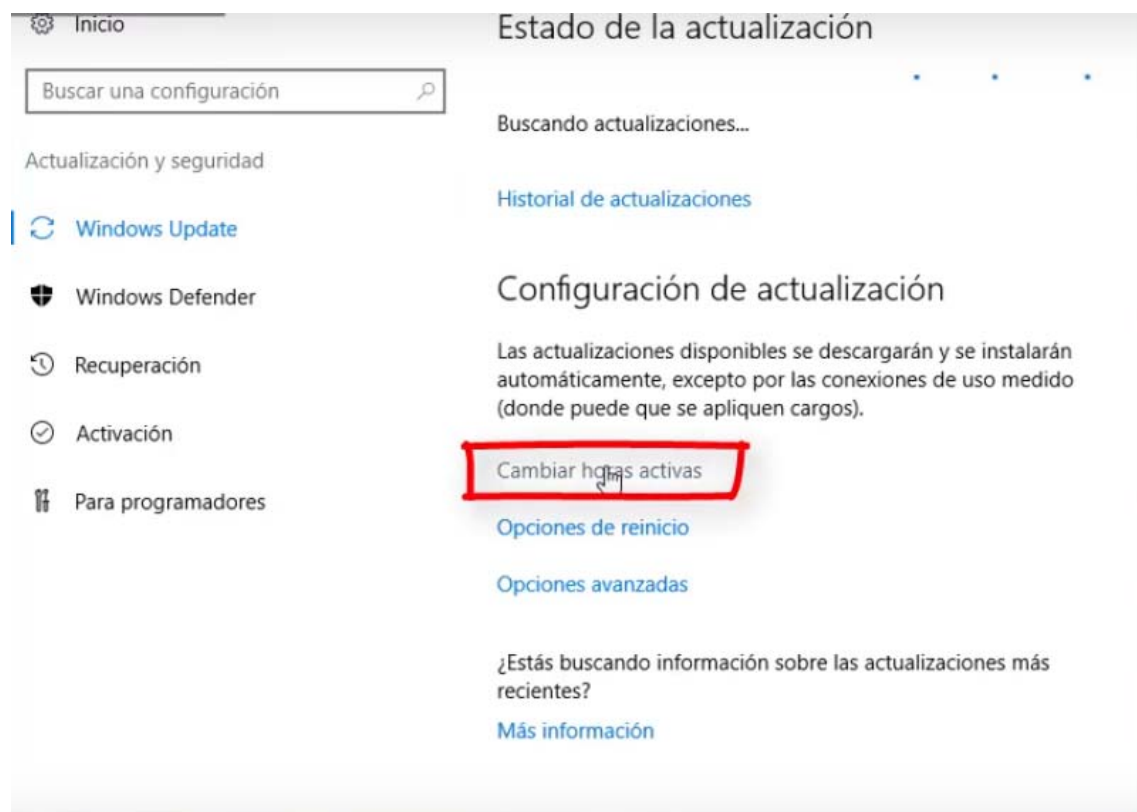 Inicio
Buscar una configuración
Actualización y seguridad
Windows Update
Windows Defender
Recuperación
Activación
Para programadores
Estado de la actualización
Buscando actualizaciones...
Historial de actualizaciones
Configuración de actualización
Las actualizaciones disponibles se descargarán y se instalarán
automáticamente, excepto por las conexiones de uso medido
(donde puede que se apliquen cargos).
Cambiar horas activas
Opciones de reinicio
Opciones avanzadas
¿Estás buscando información sobre las actualizaciones más
recientes?
Más información